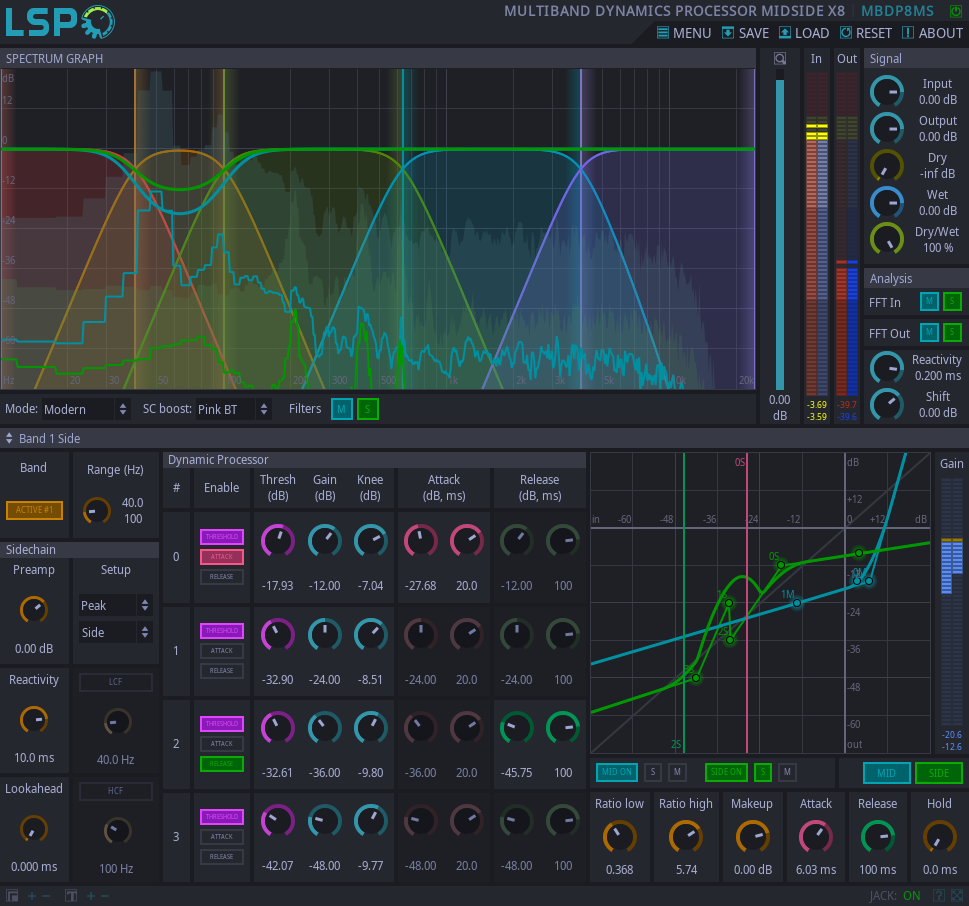 LSP
MULTIBAND DYNAMICS PROCESSOR MIDSIDE X8 MBDP8MS
MENU SAVE LOAD RESET ABOUT
SPECTRUM GRAPH
In Out
Signal
dB
12
0
-12
-24
-36
-48
-60
Hz 20 30 100 200 300 500 1k 2k 5k 10k 20k
0.00
dB
-3.69
-3.59
-39.7
-39.6
Input
0.00 dB
Output
0.00 dB
Dry
-inf dB
Wet
0.00 dB
Dry/Wet
100 %
Analysis
FFT In M S
FFT Out M S
Reactivity
0.200 ms
Shift
0.00 dB
Mode: Modern SC boost: Pink BT Filters M S
Band 1 Side
Band
ACTIVE #1
Range (Hz)
40.0
100
Sidechain
Preamp
0.00 dB
Setup
Peak
Side
Reactivity
10.0 ms
LCF
40.0 Hz
Lookahead
0.000 ms
HCF
100 Hz
Dynamic Processor
# Enable Thresh (dB) Gain (dB) Knee (dB) Attack (dB, ms) Release (dB, ms)
0 THRESHOLD ATTACK RELEASE
-17.93 -12.00 -7.04 -27.68 20.0 -12.00 100
1 THRESHOLD ATTACK RELEASE
-32.90 -24.00 -8.51 -24.00 20.0 -24.00 100
2 THRESHOLD ATTACK RELEASE
-32.61 -36.00 -9.80 -36.00 20.0 -45.75 100
3 THRESHOLD ATTACK RELEASE
-42.07 -48.00 -9.77 -48.00 20.0 -48.00 100
0S dB
+12
in -60 -48 -36 -24 -12 0 +12 dB
0S
1M
-24
-36
-48
-60
2S out
Gain
-20.6
-12.6
MID ON S M SIDE ON S M
MID SIDE
Ratio low
0.368
Ratio high
5.74
Makeup
0.00 dB
Attack
6.03 ms
Release
100 ms
Hold
0.0 ms
JACK: ON